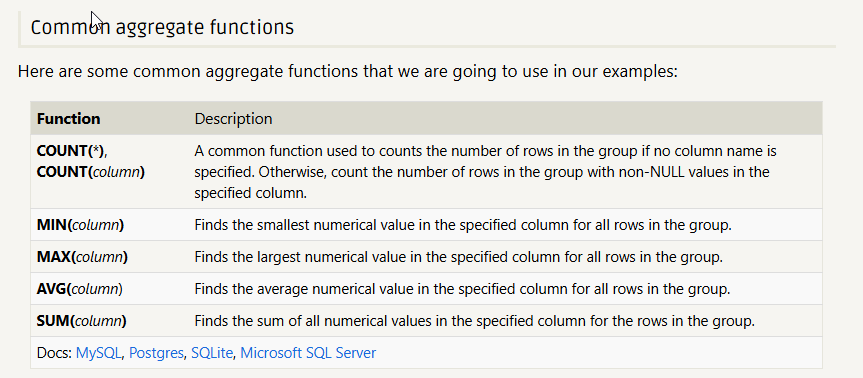 Common aggregate functions
Here are some common aggregate functions that we are going to use in our examples:
Function Description
COUNT(*), A common function used to counts the number of rows in the group if no column name is
COUNT(column) specified. Otherwise, count the number of rows in the group with non-NULL values in the
specified column.
MIN(column) Finds the smallest numerical value in the specified column for all rows in the group.
MAX(column) Finds the largest numerical value in the specified column for all rows in the group.
AVG(column) Finds the average numerical value in the specified column for all rows in the group.
SUM(column) Finds the sum of all numerical values in the specified column for the rows in the group.
Docs: MySQL, Postgres, SQLite, Microsoft SQL Server